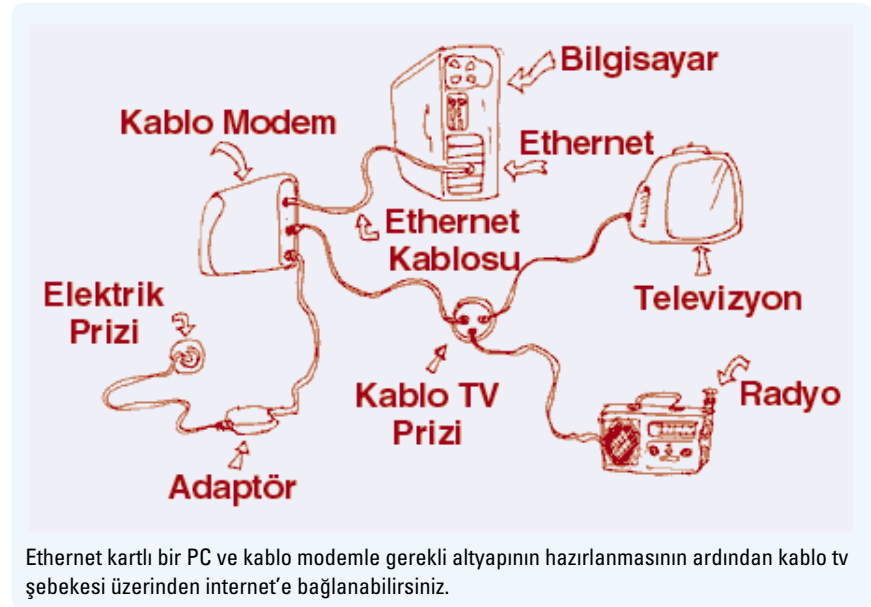 Bilgisayar
Kablo Modem
Ethernet
Ethernet
Kablosu
Elektrik
Prizi
Televizyon
Kablo TV
Prizi
Radyo
Adaptör
Ethernet kartlı bir PC ve kablo modemle gerekli altyapının hazırlanmasının ardından kablo tv
şebekesi üzerinden internet'e bağlanabilirsiniz.